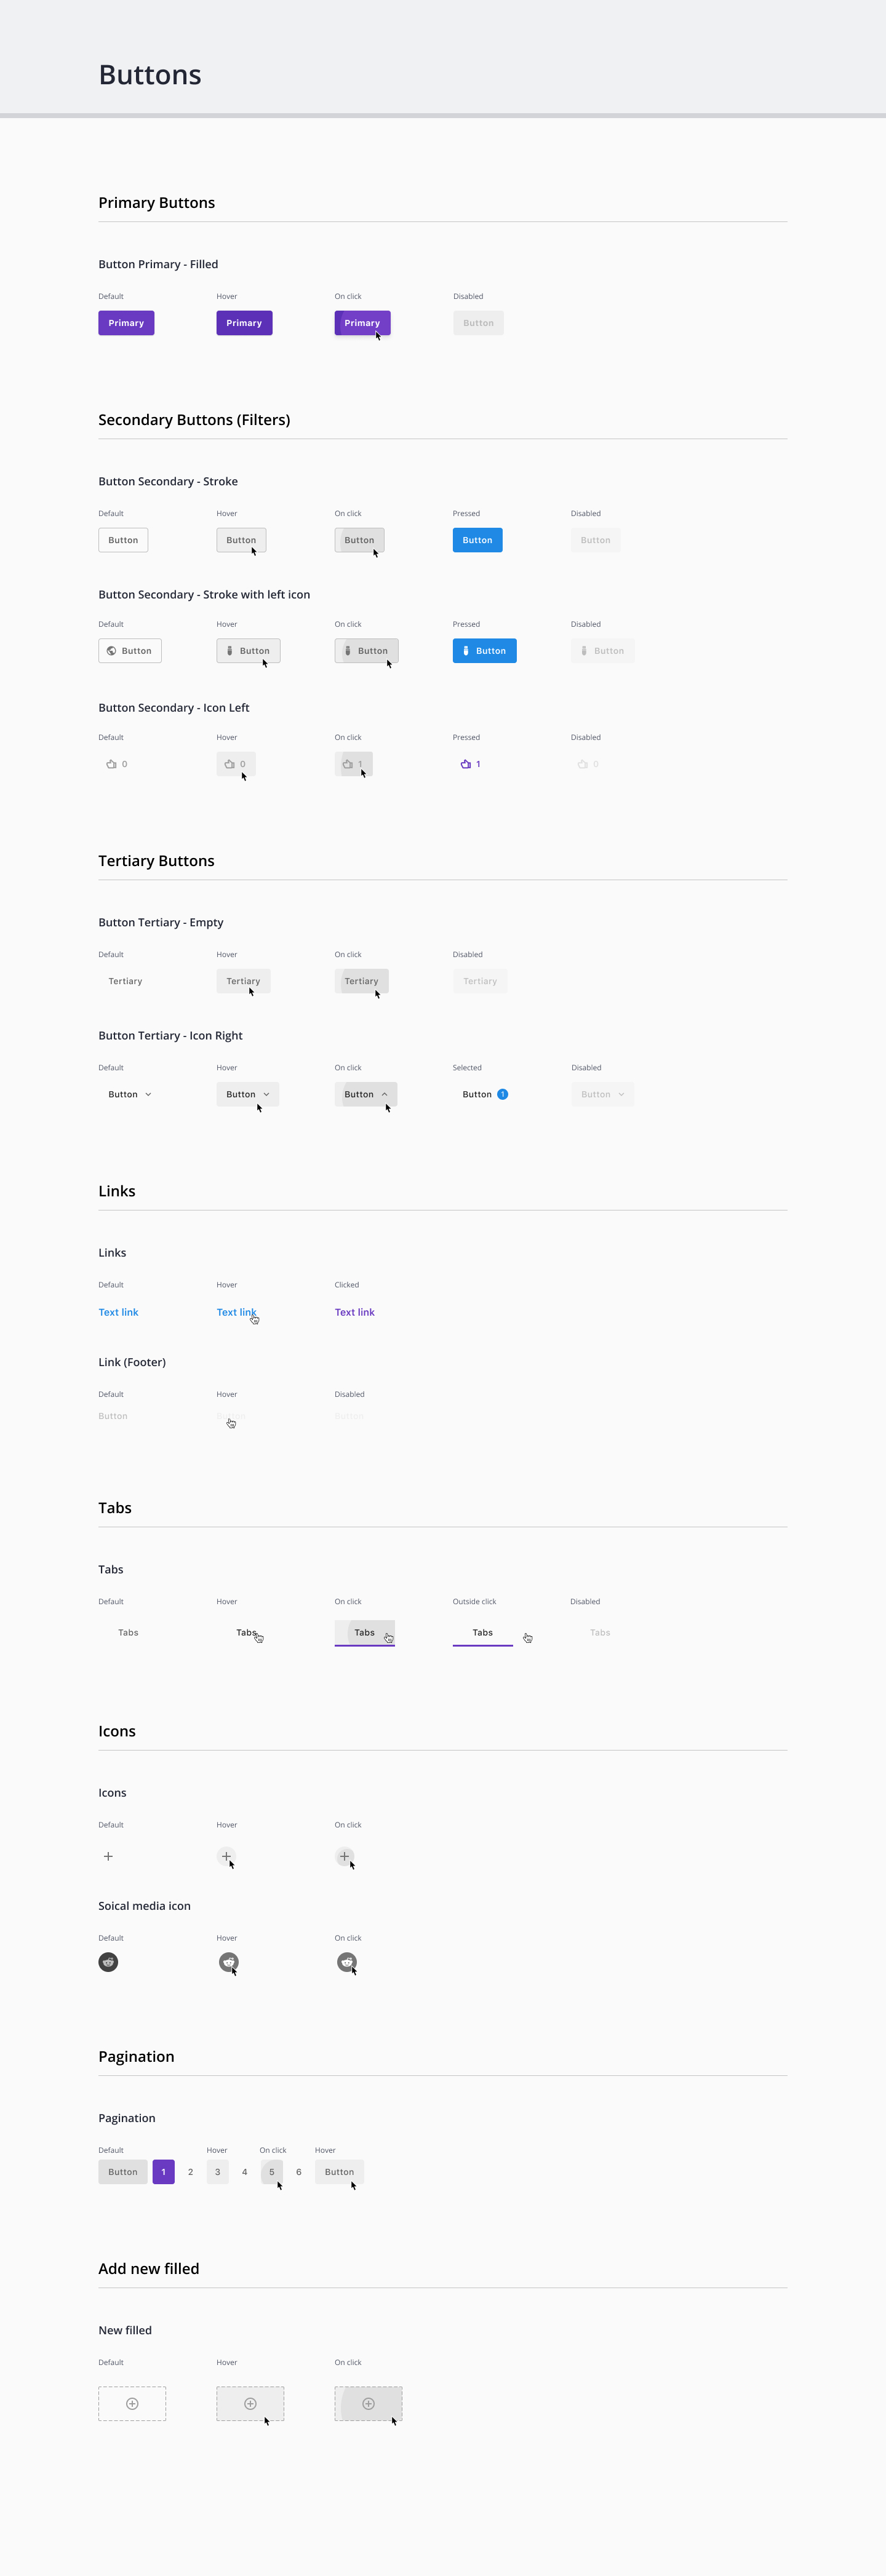 Buttons
Primary Buttons
Button Primary - Filled
Default Hover On click Disabled
Primary Primary Primary Button
Secondary Buttons (Filters)
Button Secondary - Stroke
Default Hover On click Pressed Disabled
Button Button Button Button Button
Button Secondary - Stroke with left icon
Default Hover On click Pressed Disabled
Button Button Button Button Button
Button Secondary - Icon Left
Default Hover On click Pressed Disabled
0 0 1 1 0
Tertiary Buttons
Button Tertiary - Empty
Default Hover On click Disabled
Tertiary Tertiary Tertiary Tertiary
Button Tertiary - Icon Right
Default Hover On click Selected Disabled
Button Button Button Button 1 Button
Links
Links
Default Hover Clicked
Text link Text link Text link
Link (Footer)
Default Hover Disabled
Button
Tabs
Tabs
Default Hover On click Outside click Disabled
Tabs Tabs Tabs Tabs Tabs
Icons
Icons
Default Hover On click
Soical media icon
Default Hover On click
Pagination
Pagination
Default Hover On click Hover
Button 1 2 3 4 5 6 Button
Add new filled
New filled
Default Hover On click